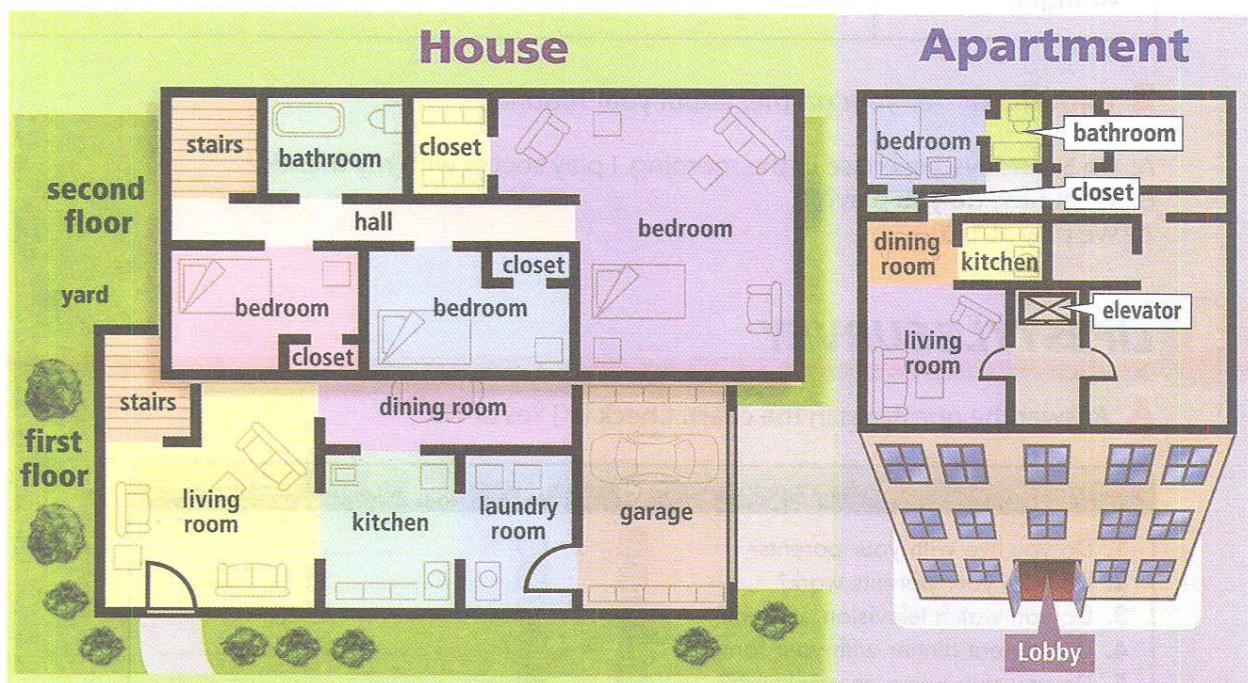 House
Apartment
stairs
bathroom
closet
second
floor
hall
bedroom
yard
bedroom
closet
bedroom
closet
stairs
dining room
first
floor
living
room
kitchen
laundry
room
garage
bedroom
bathroom
closet
dining
room
kitchen
elevator
living
room
Lobby